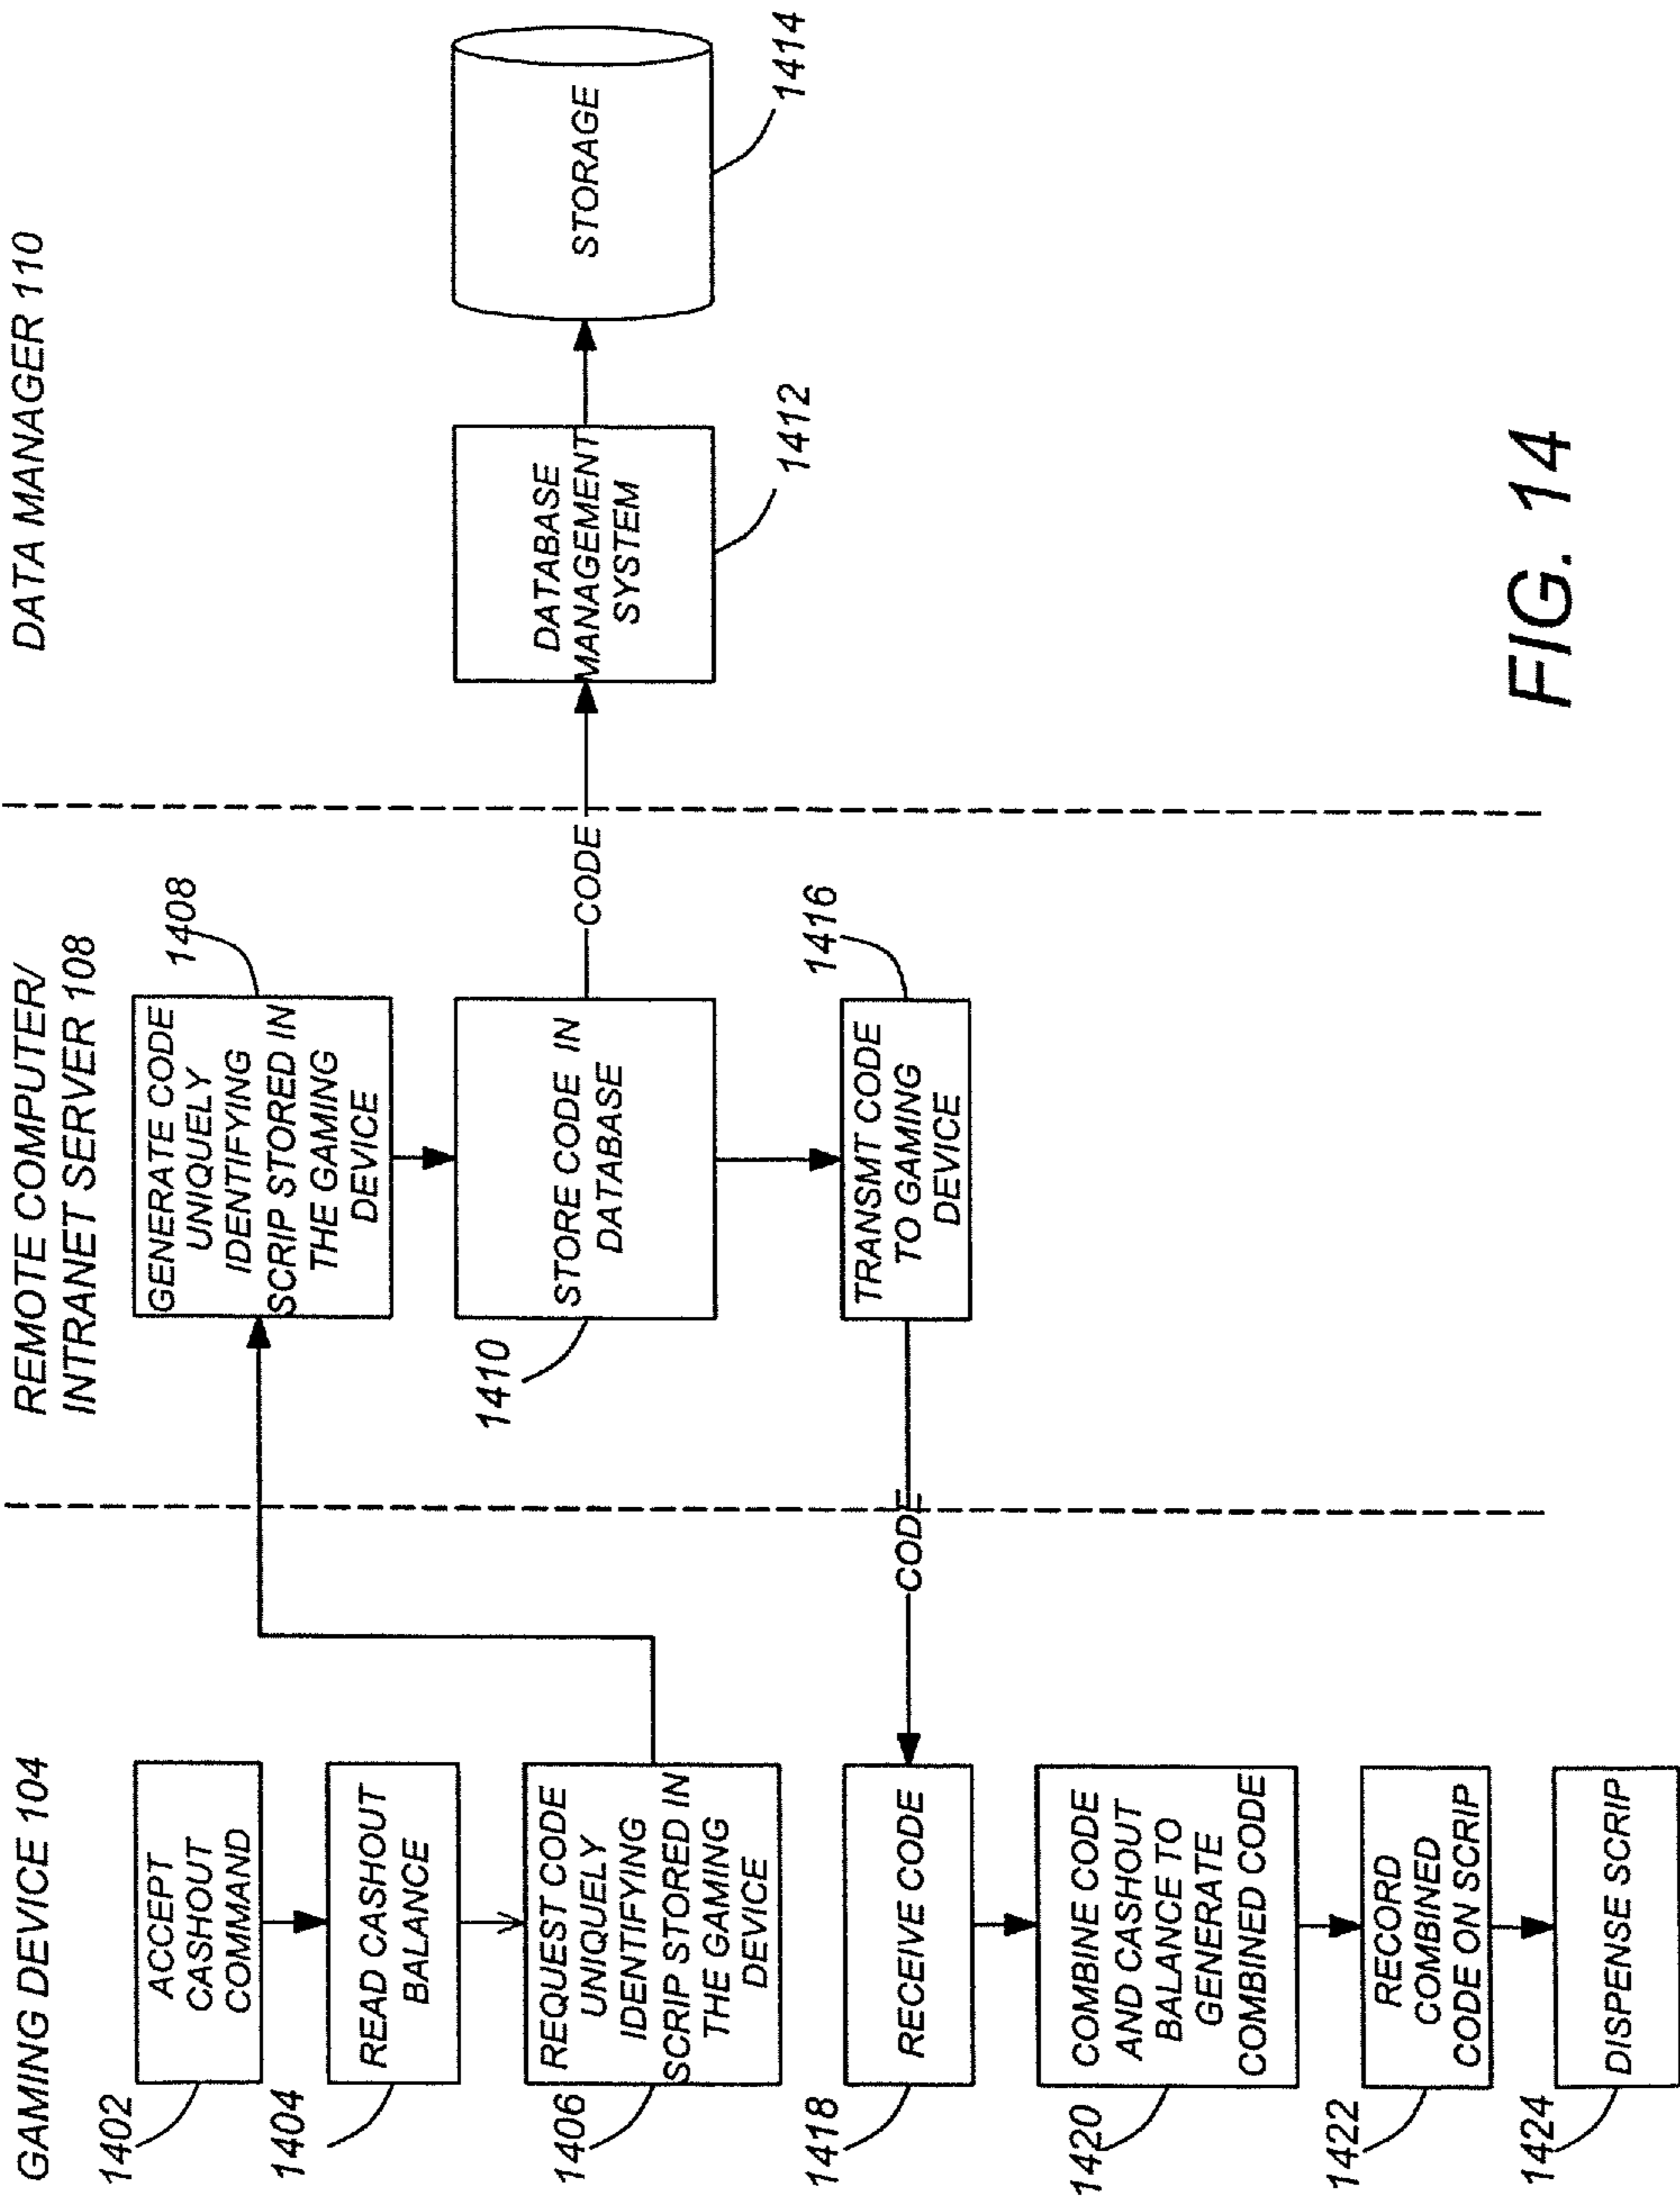 GAMING DEVICE 104
1402
ACCEPT
CASHOUT
COMMAND
1404
READ CASHOUT
BALANCE
1406
REQUEST CODE
UNIQUELY
IDENTIFYING
SCRIP STORED IN
THE GAMING
DEVICE
1418
RECEIVE CODE
1420
COMBINE CODE
AND CASHOUT
BALANCE TO
GENERATE
COMBINED CODE
1422
RECORD
COMBINED
CODE ON SCRIP
1424
DISPENSE SCRIP
REMOTE COMPUTER/
INTRANET SERVER 108
1408
GENERATE CODE
UNIQUELY
IDENTIFYING
SCRIP STORED IN
THE GAMING
DEVICE
1410
STORE CODE IN
DATABASE
CODE
1416
TRANSMT CODE
TO GAMING
DEVICE
CODE
DATA MANAGER 110
DATABASE
MANAGEMENT
SYSTEM
1412
STORAGE
1414
FIG. 14